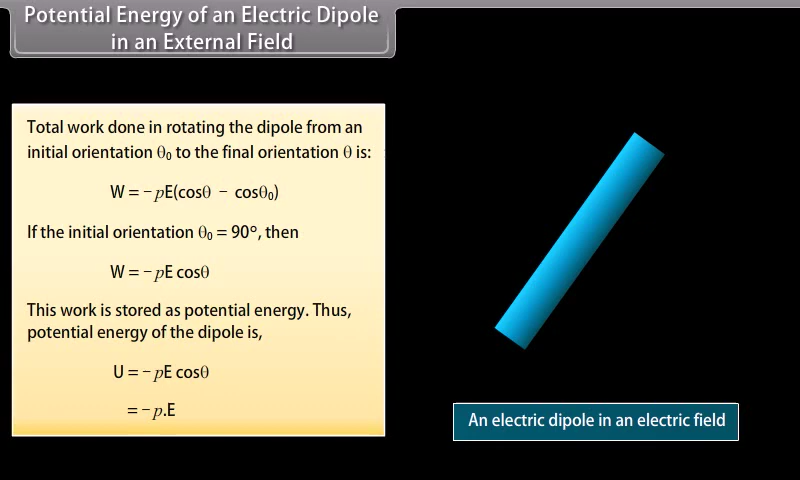 Potential Energy of an Electric Dipole
in an External Field
Total work done in rotating the dipole from an
initial orientation θ₀ to the final orientation θ is:
W = − pE(cosθ − cosθ₀)
If the initial orientation θ₀ = 90º, then
W = − pE cosθ
This work is stored as potential energy. Thus,
potential energy of the dipole is,
U = − pE cosθ
= − p.E
An electric dipole in an electric field